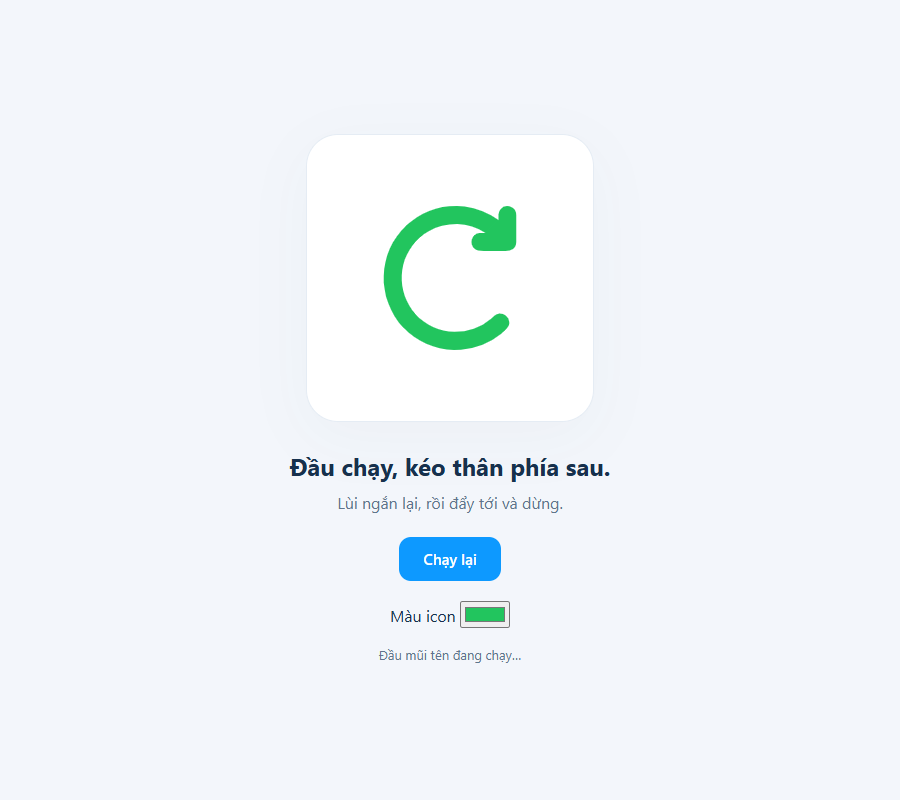 Đầu chạy, kéo thân phía sau.
Lùi ngắn lại, rồi đẩy tới và dừng.
Chạy lại
Màu icon
Đầu mũi tên đang chạy...